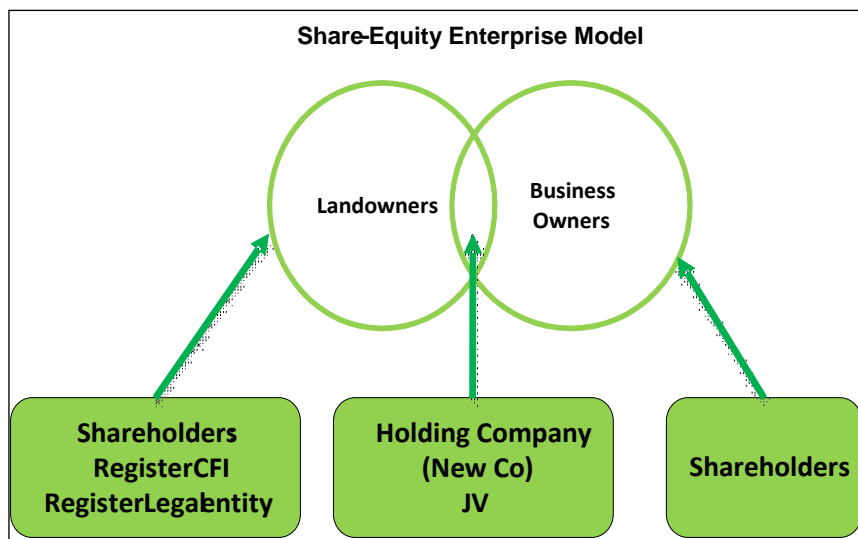 Share-Equity Enterprise Model
Landowners
Business
Owners
Shareholders
RegisterCFI
RegisterLegalentity
Holding Company
(New Co)
JV
Shareholders